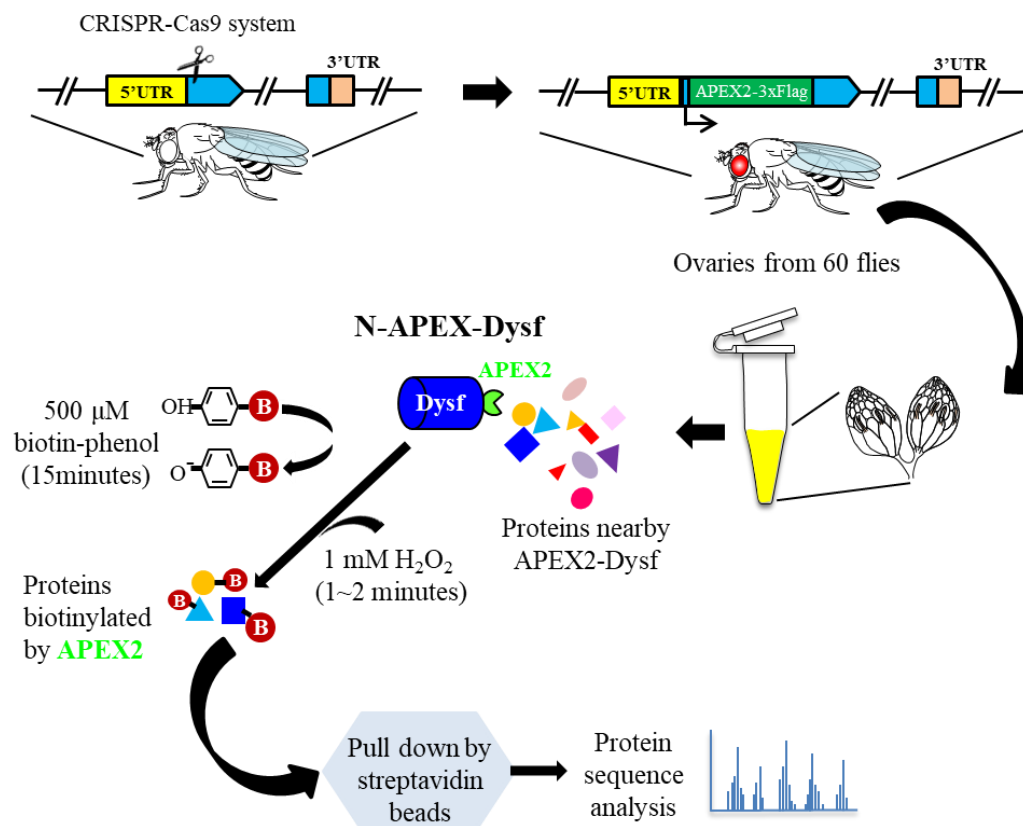 CRISPR-Cas9 system
5'UTR
3'UTR
5'UTR
APEX2-3xFlag
3'UTR
Ovaries from 60 flies
N-APEX-Dysf
APEX2
Dysf
500 μM
biotin-phenol
(15minutes)
OH
B
O-
B
Proteins nearby
APEX2-Dysf
1 mM H₂O₂
(1~2 minutes)
Proteins
biotinylated
by APEX2
B
B
B
Pull down by
streptavidin
beads
Protein
sequence
analysis